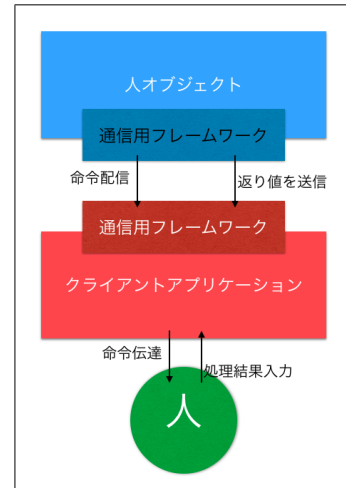 人オブジェクト
通信用フレームワーク
命令配信
返り値を送信
通信用フレームワーク
クライアントアプリケーション
命令伝達
処理結果入力
人